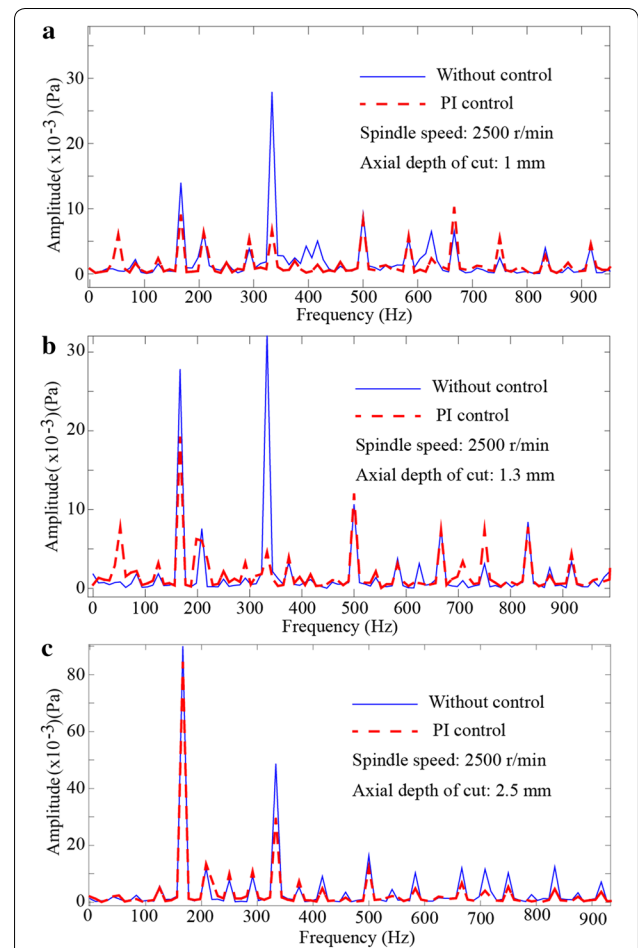 a
30
20
10
0
Amplitude( x10-3)(Pa)
Without control
PI control
Spindle speed: 2500 r/min
Axial depth of cut: 1 mm
0 100 200 300 400 500 600 700 800 900
Frequency (Hz)
b
30
20
10
0
Amplitude( x10-3)(Pa)
Without control
PI control
Spindle speed: 2500 r/min
Axial depth of cut: 1.3 mm
0 100 200 300 400 500 600 700 800 900
Frequency (Hz)
c
80
60
40
20
0
Amplitude(x10-3)(Pa)
Without control
PI control
Spindle speed: 2500 r/min
Axial depth of cut: 2.5 mm
0 100 200 300 400 500 600 700 800 900
Frequency (Hz)